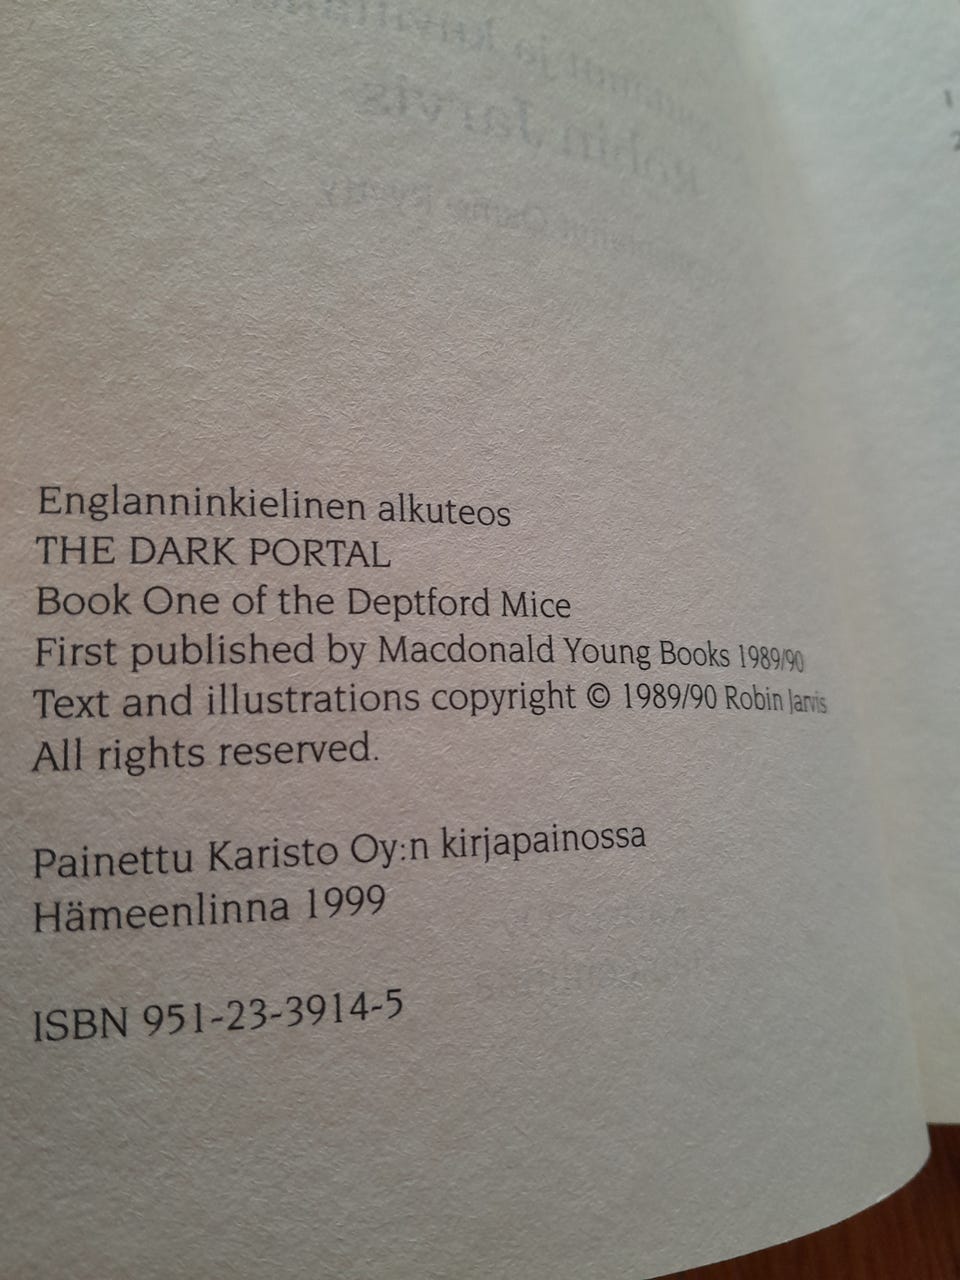 Robin Jarvis
Englanninkielinen alkuteos
THE DARK PORTAL
Book One of the Deptford Mice
First published by Macdonald Young Books 1989/90
Text and illustrations copyright © 1989/90 Robin Jarvis
All rights reserved.
Painettu Karisto Oy:n kirjapainossa
Hämeenlinna 1999
ISBN 951-23-3914-5